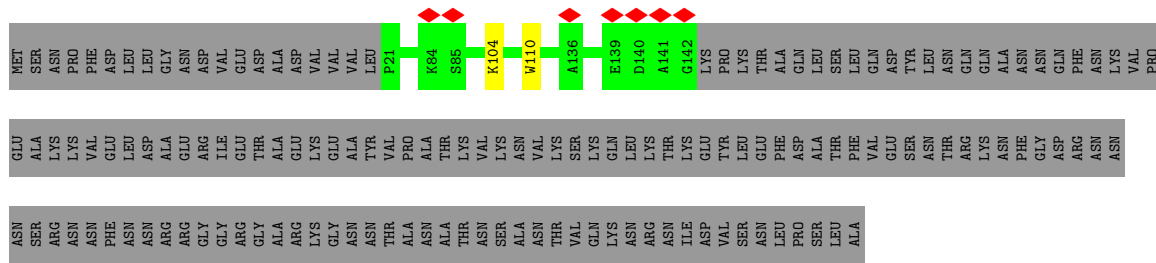 MET SER ASN PRO PHE ASP LEU LEU GLY ASN ASP VAL GLU ASP ALA ASP VAL VAL VAL LEU P21 K84 S85 K104 W110 A136 E139 D140 A141 G142 LYS PRO LYS THR ALA GLN LEU SER LEU GLN ASP TYR LEU ASN GLN GLN ALA ASN ASN GLN PHE ASN LYS VAL PRO
GLU ALA LYS LYS VAL GLU LEU ASP ALA GLU ARG ILE GLU THR ALA GLU LYS GLU ALA TYR VAL PRO ALA THR LYS VAL LYS ASN VAL LYS SER LYS GLN LEU LYS THR LYS GLU TYR LEU GLU PHE ASP ALA THR PHE VAL GLU SER ASN THR ARG LYS ASN PHE GLY ASP ARG ASN ASN
ASN SER ARG ASN ASN PHE ASN ASN ARG ARG GLY GLY ARG GLY ALA ARG LYS GLY ASN ASN THR ALA ASN ALA THR ASN SER ALA ASN THR VAL GLN LYS ASN ARG ASN ILE ASP VAL SER ASN LEU PRO SER LEU ALA